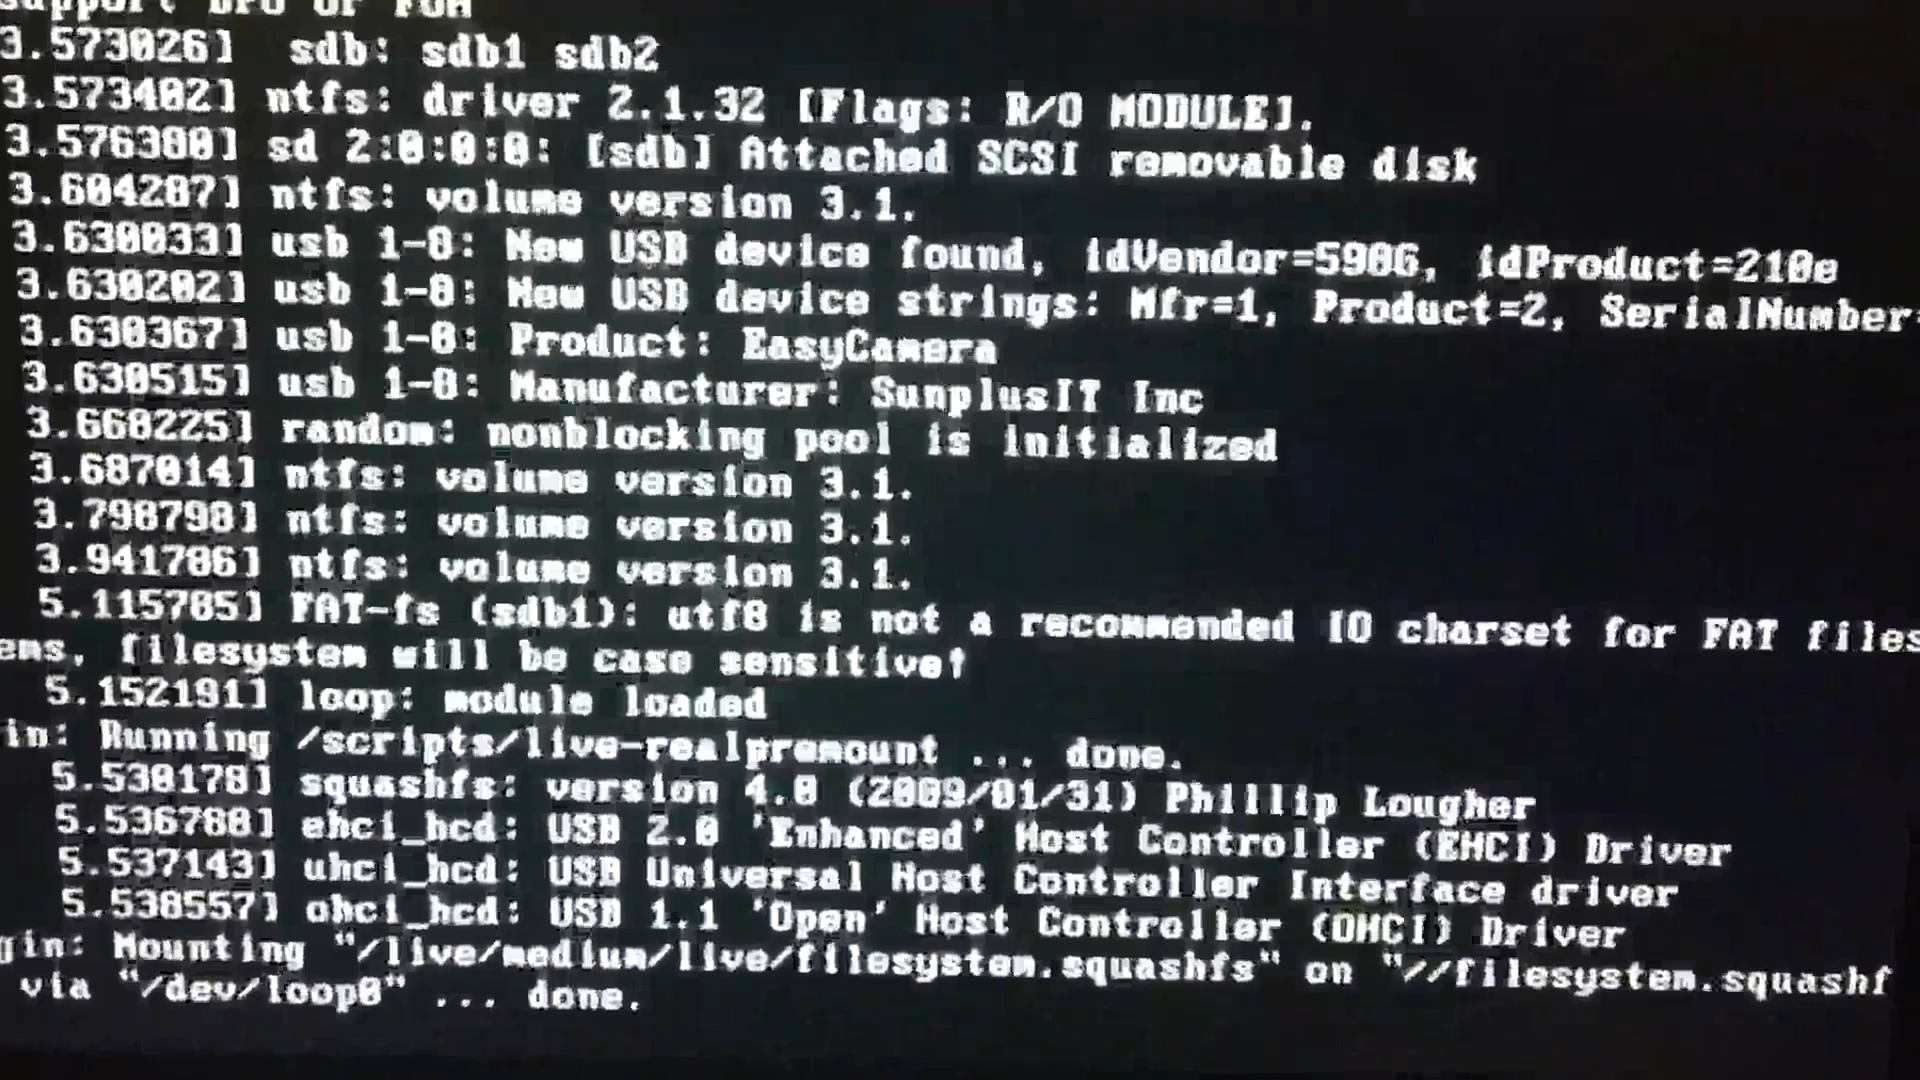 support DPO or FUA
3.573026]  sdb: sdb1 sdb2
3.573402] ntfs: driver 2.1.32 [Flags: R/O MODULE].
3.576380] sd 2:0:0:0: [sdb] Attached SCSI removable disk
3.604287] ntfs: volume version 3.1.
3.630033] usb 1-8: New USB device found, idVendor=5986, idProduct=210e
3.630202] usb 1-8: New USB device strings: Mfr=1, Product=2, SerialNumber=
3.630367] usb 1-8: Product: EasyCamera
3.630515] usb 1-8: Manufacturer: SunplusIT Inc
3.660225] random: nonblocking pool is initialized
3.687014] ntfs: volume version 3.1.
3.798798] ntfs: volume version 3.1.
3.941786] ntfs: volume version 3.1.
5.115785] FAT-fs (sdb1): utf8 is not a recommended IO charset for FAT files
ems, filesystem will be case sensitive!
5.152191] loop: module loaded
in: Running /scripts/live-realpremount ... done.
5.530178] squashfs: version 4.0 (2009/01/31) Phillip Lougher
5.536788] ehci_hcd: USB 2.0 'Enhanced' Host Controller (EHCI) Driver
5.537143] uhci_hcd: USB Universal Host Controller Interface driver
5.538557] ohci_hcd: USB 1.1 'Open' Host Controller (OHCI) Driver
gin: Mounting "/live/medium/live/filesystem.squashfs" on "//filesystem.squashf
via "/dev/loop0" ... done.